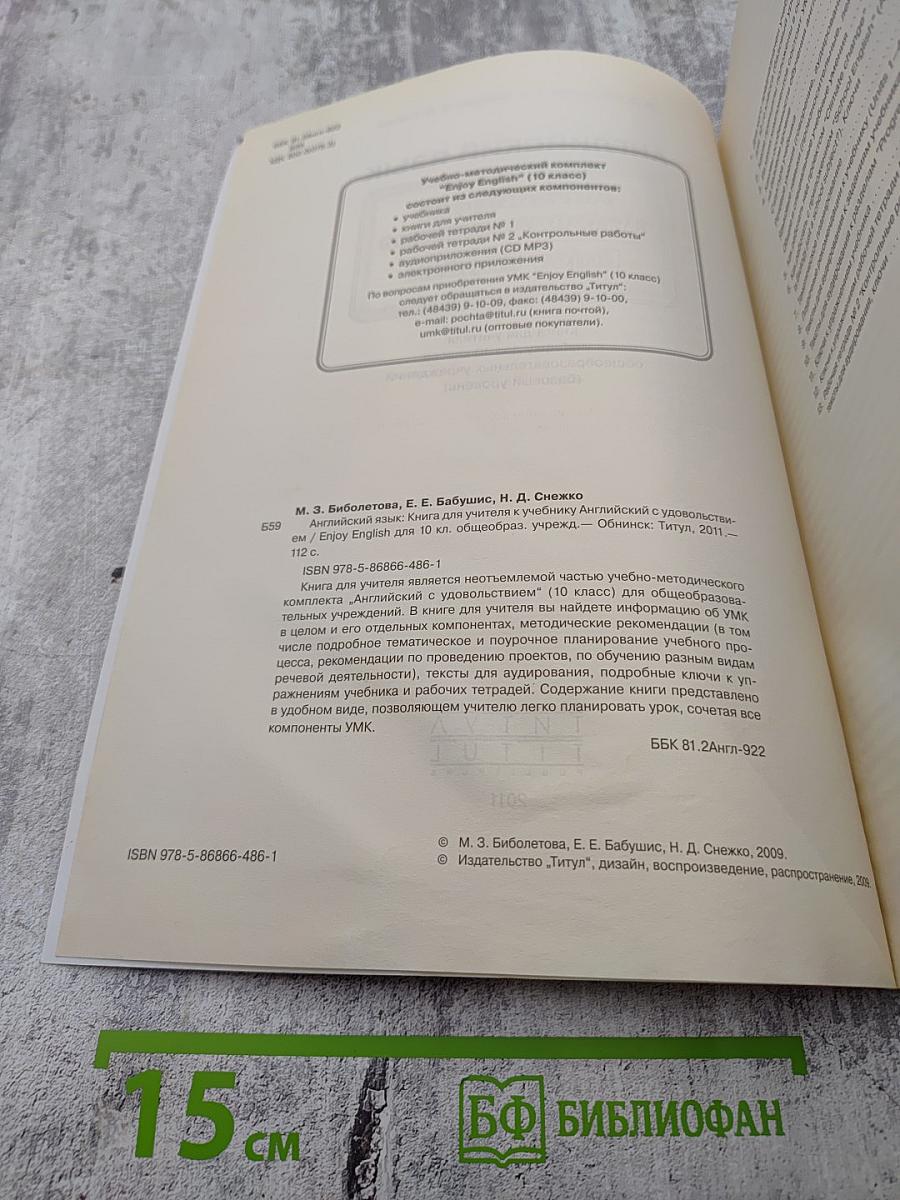 Учебно-методический комплект
"Enjoy English" (10 класс)
состоит из следующих компонентов:
• учебника
• книги для учителя
• рабочей тетради № 1
• рабочей тетради № 2 „Контрольные работы"
• аудиоприложения (CD MP3)
• электронного приложения
По вопросам приобретения УМК "Enjoy English" (10 класс)
следует обращаться в издательство „Титул":
тел.: (48439) 9-10-09, факс: (48439) 9-10-00,
e-mail: pochta@titul.ru (книга почтой),
umk@titul.ru (оптовые покупатели).
М. З. Биболетова, Е. Е. Бабушис, Н. Д. Снежко
Б59 Английский язык: Книга для учителя к учебнику Английский с удовольстви-
ем / Enjoy English для 10 кл. общеобраз. учрежд.— Обнинск: Титул, 2011.—
112 с.
ISBN 978-5-86866-486-1
Книга для учителя является неотъемлемой частью учебно-методического
комплекта „Английский с удовольствием" (10 класс) для общеобразова-
тельных учреждений. В книге для учителя вы найдете информацию об УМК
в целом и его отдельных компонентах, методические рекомендации (в том
числе подробное тематическое и поурочное планирование учебного про-
цесса, рекомендации по проведению проектов, по обучению разным видам
речевой деятельности), тексты для аудирования, подробные ключи к уп-
ражнениям учебника и рабочих тетрадей. Содержание книги представлено
в удобном виде, позволяющем учителю легко планировать урок, сочетая все
компоненты УМК.
ББК 81.2Англ-922
ISBN 978-5-86866-486-1
© М. З. Биболетова, Е. Е. Бабушис, Н. Д. Снежко, 2009.
© Издательство „Титул", дизайн, воспроизведение, распространение, 2009.
15 см
БФ БИБЛИОФАН